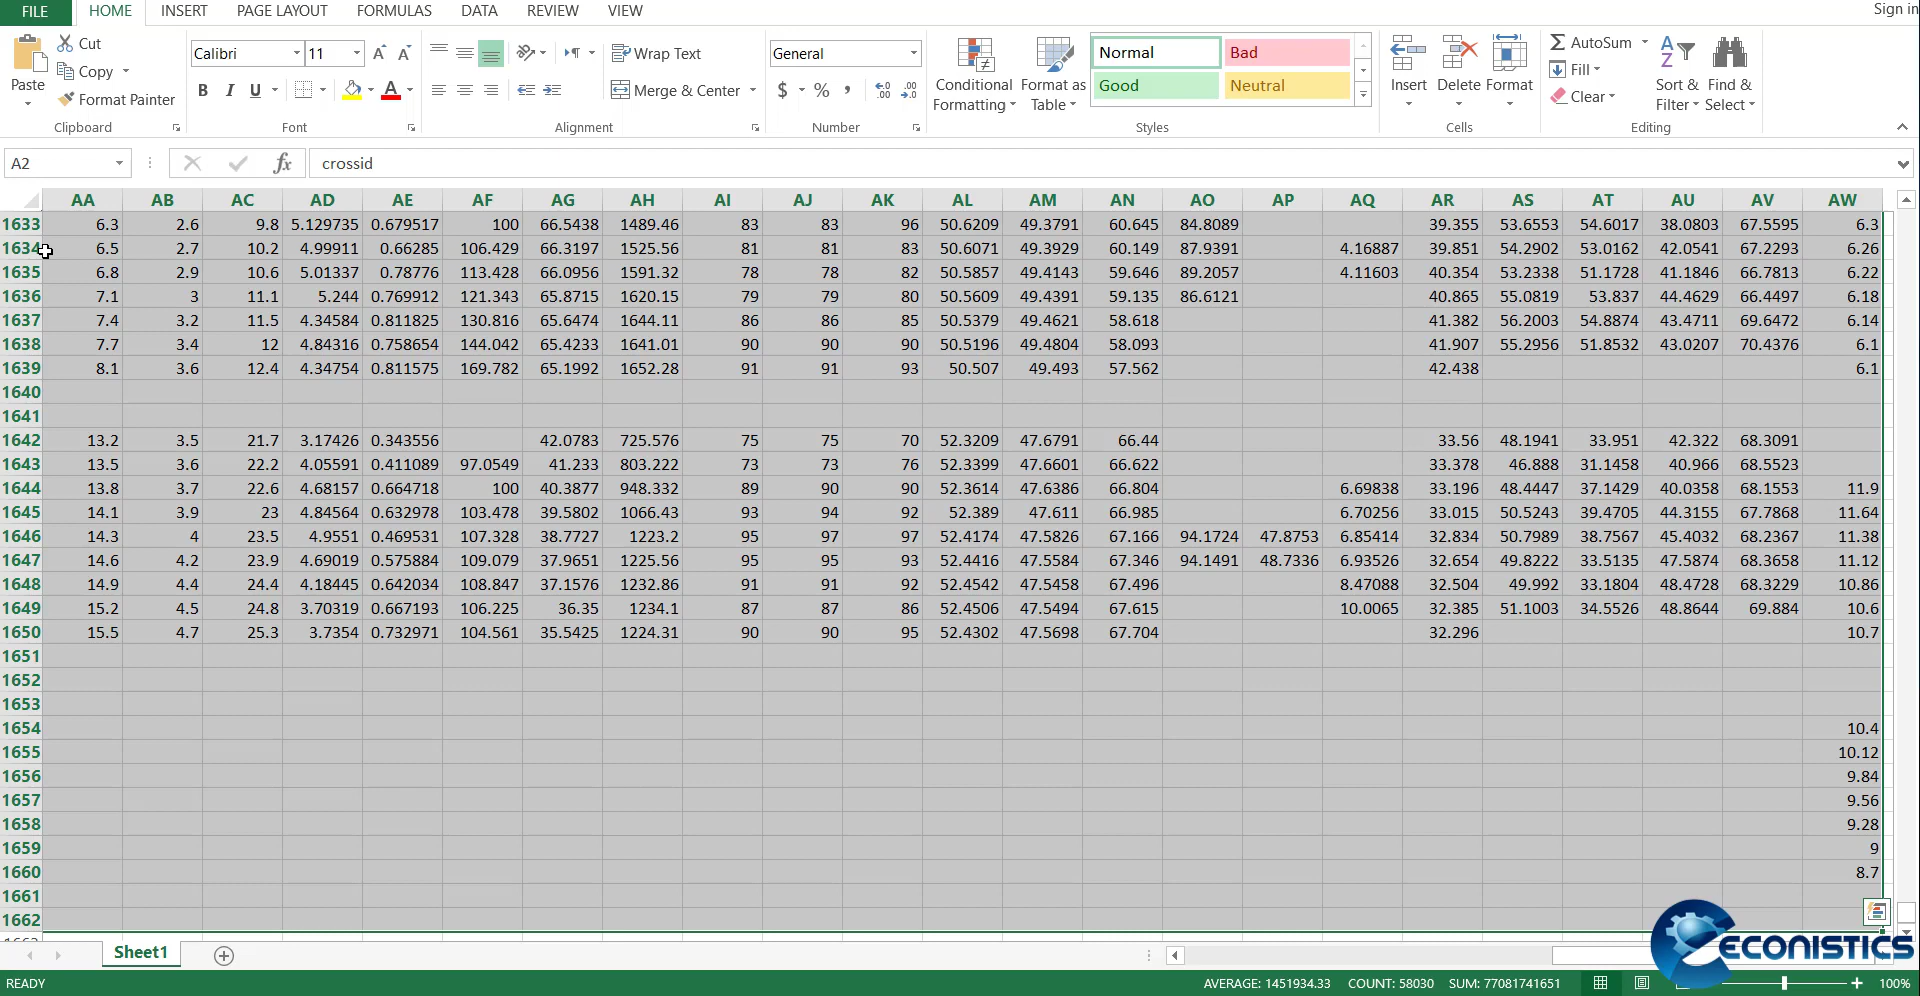 FILE HOME INSERT PAGE LAYOUT FORMULAS DATA REVIEW VIEW Sign in
Paste Cut Copy Format Painter Clipboard
Calibri 11 A A B I U A Font
Wrap Text Merge & Center Alignment
General $ % , .0 .00 .00 .0 Number
Conditional Formatting Format as Table Normal Bad Good Neutral Styles
Insert Delete Format Cells
AutoSum Fill Clear Sort & Filter Find & Select Editing
A2 fx crossid
AA AB AC AD AE AF AG AH AI AJ AK AL AM AN AO AP AQ AR AS AT AU AV AW
1633 6.3 2.6 9.8 5.129735 0.679517 100 66.5438 1489.46 83 83 96 50.6209 49.3791 60.645 84.8089 39.355 53.6553 54.6017 38.0803 67.5595 6.3
1634 6.5 2.7 10.2 4.99911 0.66285 106.429 66.3197 1525.56 81 81 83 50.6071 49.3929 60.149 87.9391 4.16887 39.851 54.2902 53.0162 42.0541 67.2293 6.26
1635 6.8 2.9 10.6 5.01337 0.78776 113.428 66.0956 1591.32 78 78 82 50.5857 49.4143 59.646 89.2057 4.11603 40.354 53.2338 51.1728 41.1846 66.7813 6.22
1636 7.1 3 11.1 5.244 0.769912 121.343 65.8715 1620.15 79 79 80 50.5609 49.4391 59.135 86.6121 40.865 55.0819 53.837 44.4629 66.4497 6.18
1637 7.4 3.2 11.5 4.34584 0.811825 130.816 65.6474 1644.11 86 86 85 50.5379 49.4621 58.618 41.382 56.2003 54.8874 43.4711 69.6472 6.14
1638 7.7 3.4 12 4.84316 0.758654 144.042 65.4233 1641.01 90 90 90 50.5196 49.4804 58.093 41.907 55.2956 51.8532 43.0207 70.4376 6.1
1639 8.1 3.6 12.4 4.34754 0.811575 169.782 65.1992 1652.28 91 91 93 50.507 49.493 57.562 42.438 6.1
1640
1641
1642 13.2 3.5 21.7 3.17426 0.343556 42.0783 725.576 75 75 70 52.3209 47.6791 66.44 33.56 48.1941 33.951 42.322 68.3091
1643 13.5 3.6 22.2 4.05591 0.411089 97.0549 41.233 803.222 73 73 76 52.3399 47.6601 66.622 33.378 46.888 31.1458 40.966 68.5523
1644 13.8 3.7 22.6 4.68157 0.664718 100 40.3877 948.332 89 90 90 52.3614 47.6386 66.804 6.69838 33.196 48.4447 37.1429 40.0358 68.1553 11.9
1645 14.1 3.9 23 4.84564 0.632978 103.478 39.5802 1066.43 93 94 92 52.389 47.611 66.985 6.70256 33.015 50.5243 39.4705 44.3155 67.7868 11.64
1646 14.3 4 23.5 4.9551 0.469531 107.328 38.7727 1223.2 95 97 97 52.4174 47.5826 67.166 94.1724 47.8753 6.85414 32.834 50.7989 38.7567 45.4032 68.2367 11.38
1647 14.6 4.2 23.9 4.69019 0.575884 109.079 37.9651 1225.56 95 95 93 52.4416 47.5584 67.346 94.1491 48.7336 6.93526 32.654 49.8222 33.5135 47.5874 68.3658 11.12
1648 14.9 4.4 24.4 4.18445 0.642034 108.847 37.1576 1232.86 91 91 92 52.4542 47.5458 67.496 8.47088 32.504 49.992 33.1804 48.4728 68.3229 10.86
1649 15.2 4.5 24.8 3.70319 0.667193 106.225 36.35 1234.1 87 87 86 52.4506 47.5494 67.615 10.0065 32.385 51.1003 34.5526 48.8644 69.884 10.6
1650 15.5 4.7 25.3 3.7354 0.732971 104.561 35.5425 1224.31 90 90 95 52.4302 47.5698 67.704 32.296 10.7
1651
1652
1653
1654 10.4
1655 10.12
1656 9.84
1657 9.56
1658 9.28
1659 9
1660 8.7
1661
1662
Sheet1
ECONISTICS
READY AVERAGE: 1451934.33 COUNT: 58030 SUM: 77081741651 100%